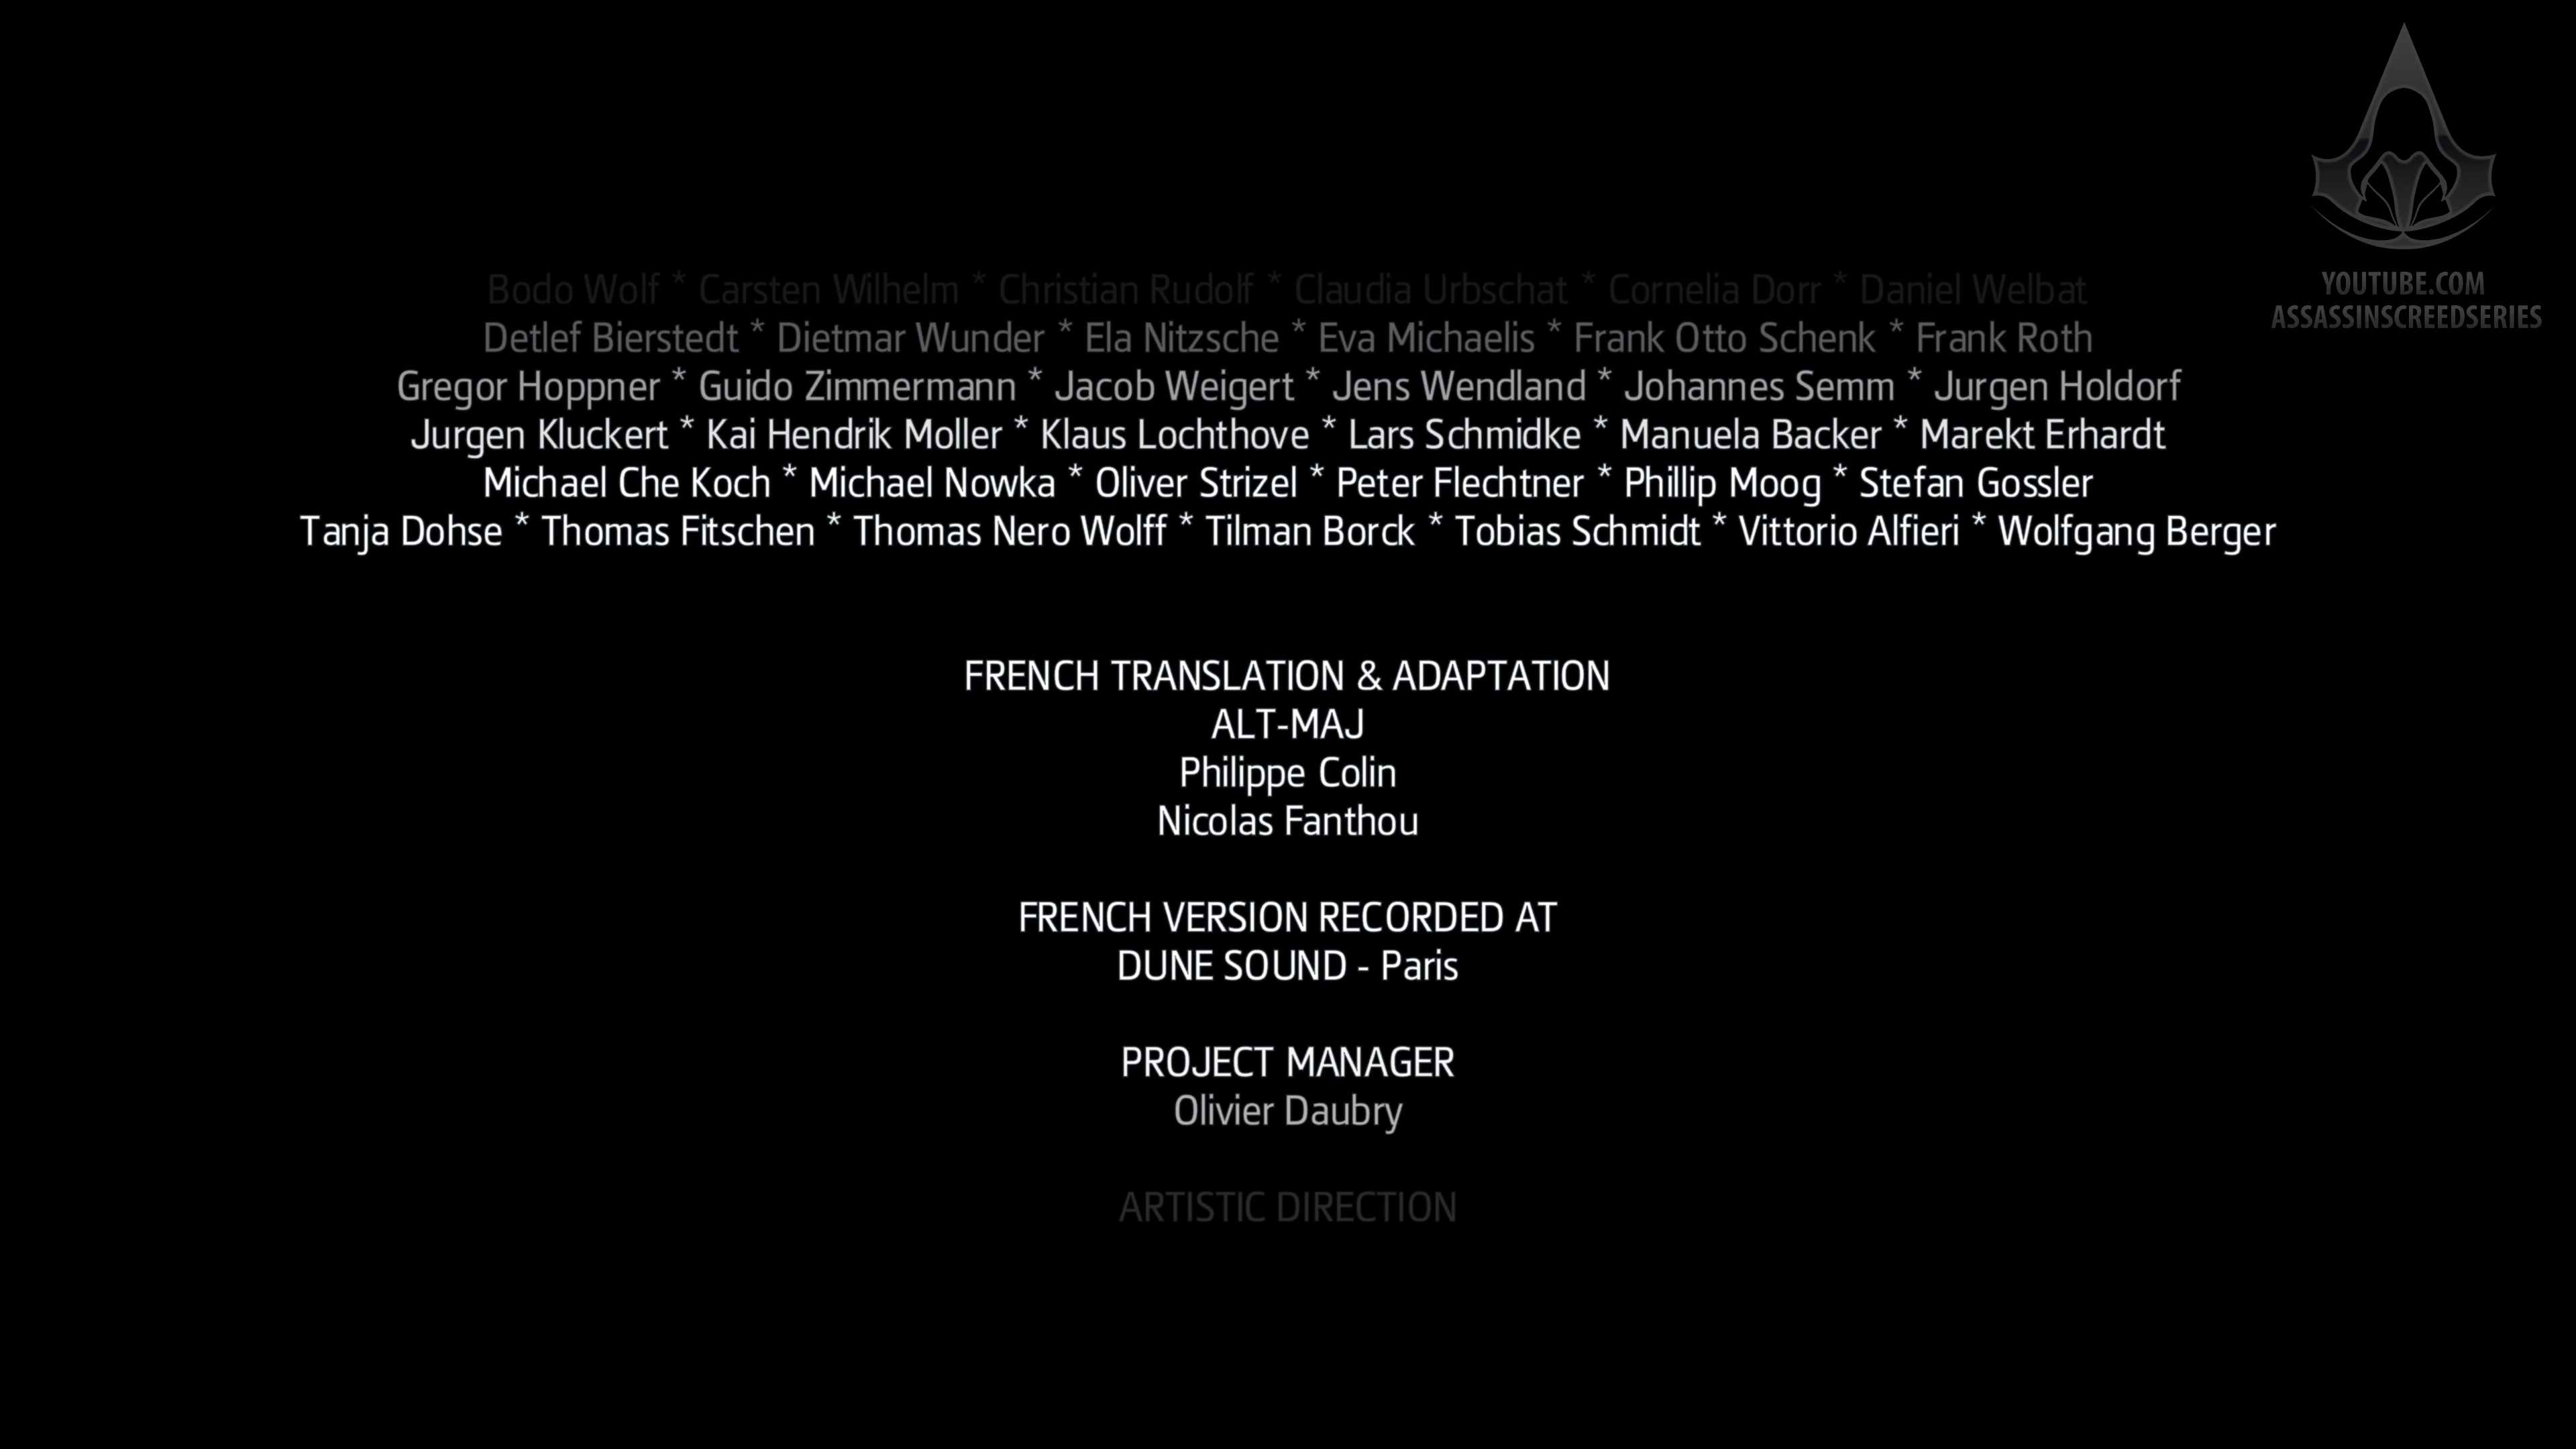 YOUTUBE.COM
ASSASSINSCREEDSERIES
Bodo Wolf * Carsten Wilhelm * Christian Rudolf * Claudia Urbschat * Cornelia Dorr * Daniel Welbat
Detlef Bierstedt * Dietmar Wunder * Ela Nitzsche * Eva Michaelis * Frank Otto Schenk * Frank Roth
Gregor Hoppner * Guido Zimmermann * Jacob Weigert * Jens Wendland * Johannes Semm * Jurgen Holdorf
Jurgen Kluckert * Kai Hendrik Moller * Klaus Lochthove * Lars Schmidke * Manuela Backer * Marekt Erhardt
Michael Che Koch * Michael Nowka * Oliver Strizel * Peter Flechtner * Phillip Moog * Stefan Gossler
Tanja Dohse * Thomas Fitschen * Thomas Nero Wolff * Tilman Borck * Tobias Schmidt * Vittorio Alfieri * Wolfgang Berger
FRENCH TRANSLATION & ADAPTATION
ALT-MAJ
Philippe Colin
Nicolas Fanthou
FRENCH VERSION RECORDED AT
DUNE SOUND - Paris
PROJECT MANAGER
Olivier Daubry
ARTISTIC DIRECTION